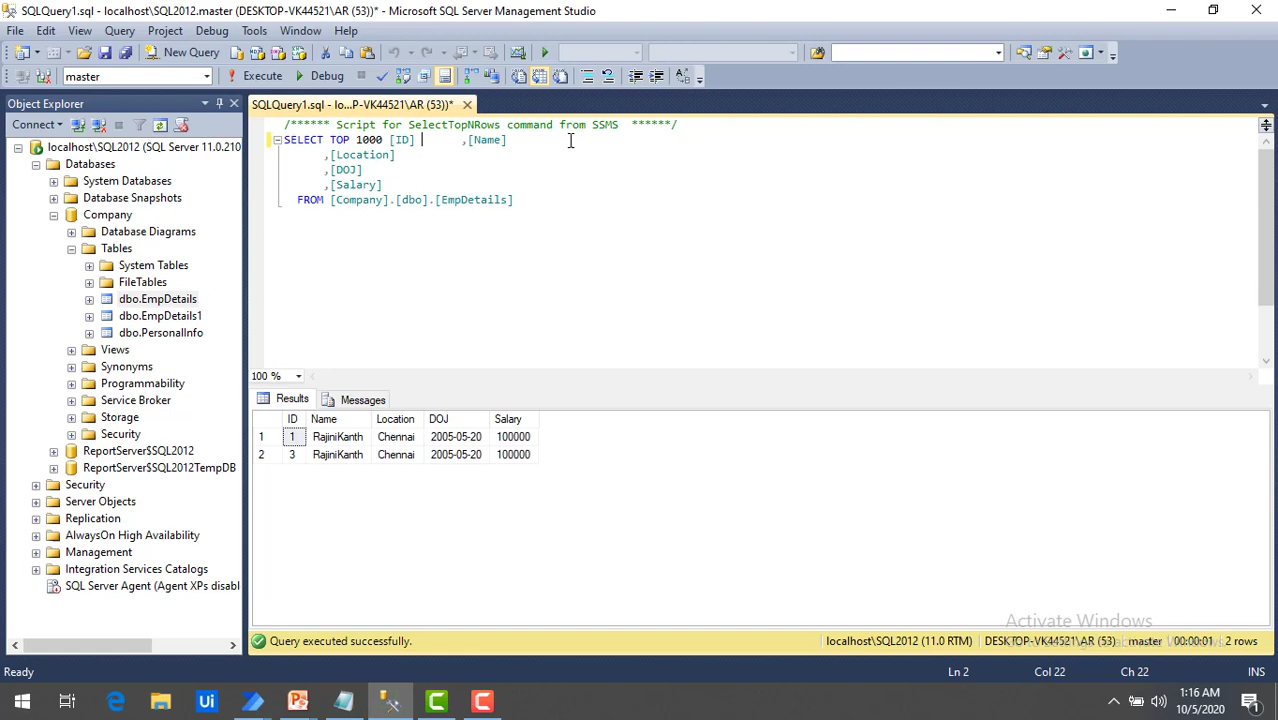 SQLQuery1.sql - localhost\SQL2012.master (DESKTOP-VK44521\AR (53))* - Microsoft SQL Server Management Studio
File Edit View Query Project Debug Tools Window Help
New Query
master Execute Debug
Object Explorer
SQLQuery1.sql - lo...P-VK44521\AR (53))*
Connect
localhost\SQL2012 (SQL Server 11.0.210
Databases
System Databases
Database Snapshots
Company
Database Diagrams
Tables
System Tables
FileTables
dbo.EmpDetails
dbo.EmpDetails1
dbo.PersonalInfo
Views
Synonyms
Programmability
Service Broker
Storage
Security
ReportServer$SQL2012
ReportServer$SQL2012TempDB
Security
Server Objects
Replication
AlwaysOn High Availability
Management
Integration Services Catalogs
SQL Server Agent (Agent XPs disabl
/****** Script for SelectTopNRows command from SSMS ******/
SELECT TOP 1000 [ID] ,[Name]
,[Location]
,[DOJ]
,[Salary]
FROM [Company].[dbo].[EmpDetails]
100 %
Results Messages
ID Name Location DOJ Salary
1 1 RajiniKanth Chennai 2005-05-20 100000
2 3 RajiniKanth Chennai 2005-05-20 100000
Activate Windows
Query executed successfully. localhost\SQL2012 (11.0 RTM) DESKTOP-VK44521\AR (53) master 00:00:01 2 rows
Ready Ln 2 Col 22 Ch 22 INS
Ui
1:16 AM
10/5/2020
1